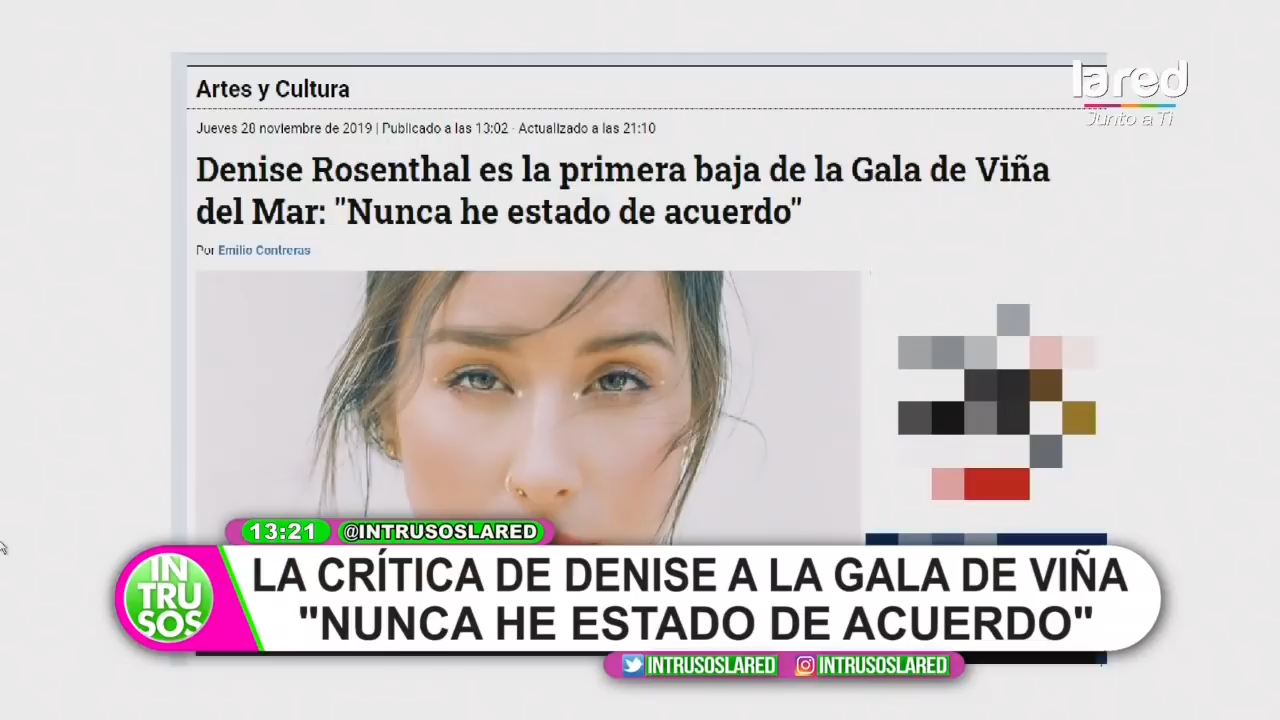 lared
Junto a Ti
Artes y Cultura
Jueves 28 noviembre de 2019 | Publicado a las 13:02 · Actualizado a las 21:10
Denise Rosenthal es la primera baja de la Gala de Viña
del Mar: "Nunca he estado de acuerdo"
Por Emilio Contreras
13:21 @INTRUSOSLARED
IN
TRU
SOS
LA CRÍTICA DE DENISE A LA GALA DE VIÑA
"NUNCA HE ESTADO DE ACUERDO"
INTRUSOSLARED INTRUSOSLARED